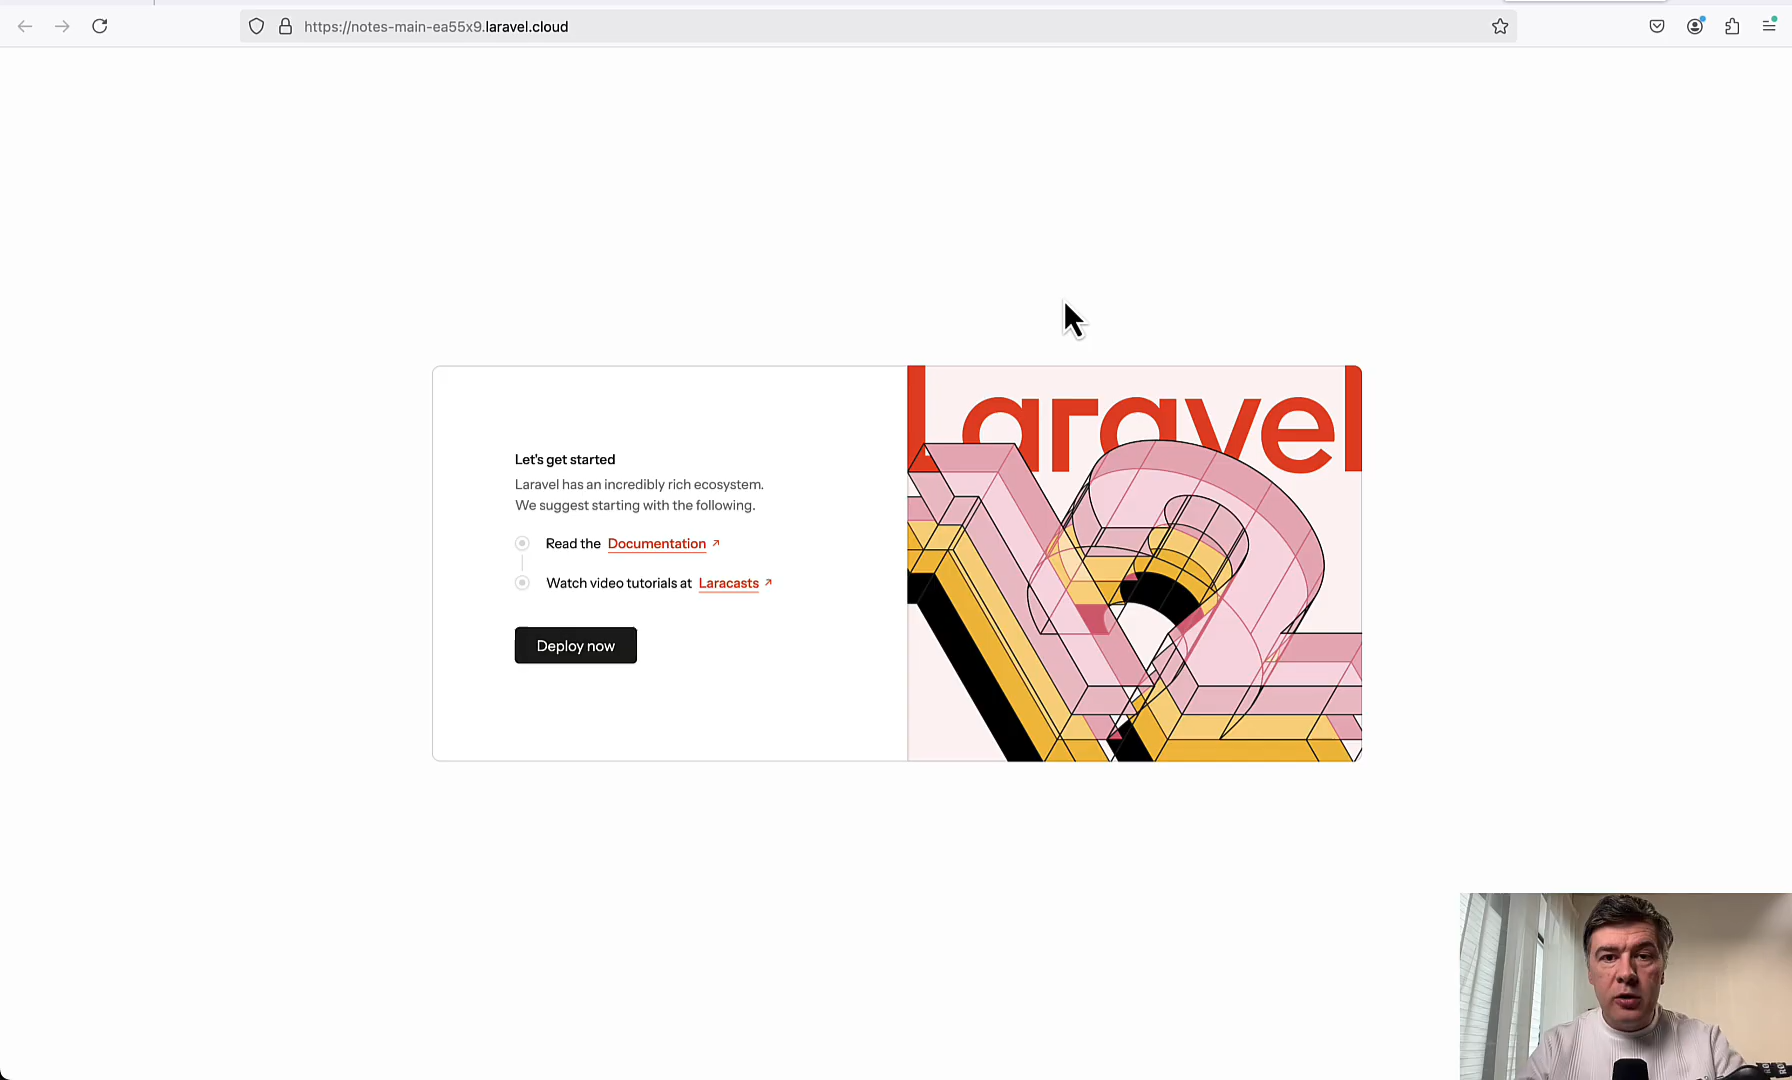 https://notes-main-ea55x9.laravel.cloud
Laravel
Let's get started
Laravel has an incredibly rich ecosystem.
We suggest starting with the following.
Read the Documentation
Watch video tutorials at Laracasts
Deploy now